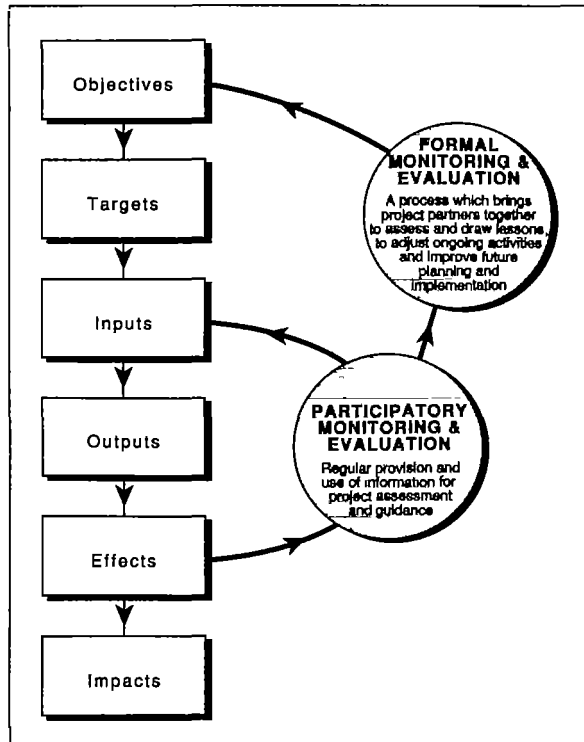 Objectives
Targets
Inputs
Outputs
Effects
Impacts
FORMAL
MONITORING &
EVALUATION
A process which brings
project partners together
to assess and draw lessons,
to adjust ongoing activities
and improve future
planning and
implementation
PARTICIPATORY
MONITORING &
EVALUATION
Regular provision and
use of information for
project assessment
and guidance